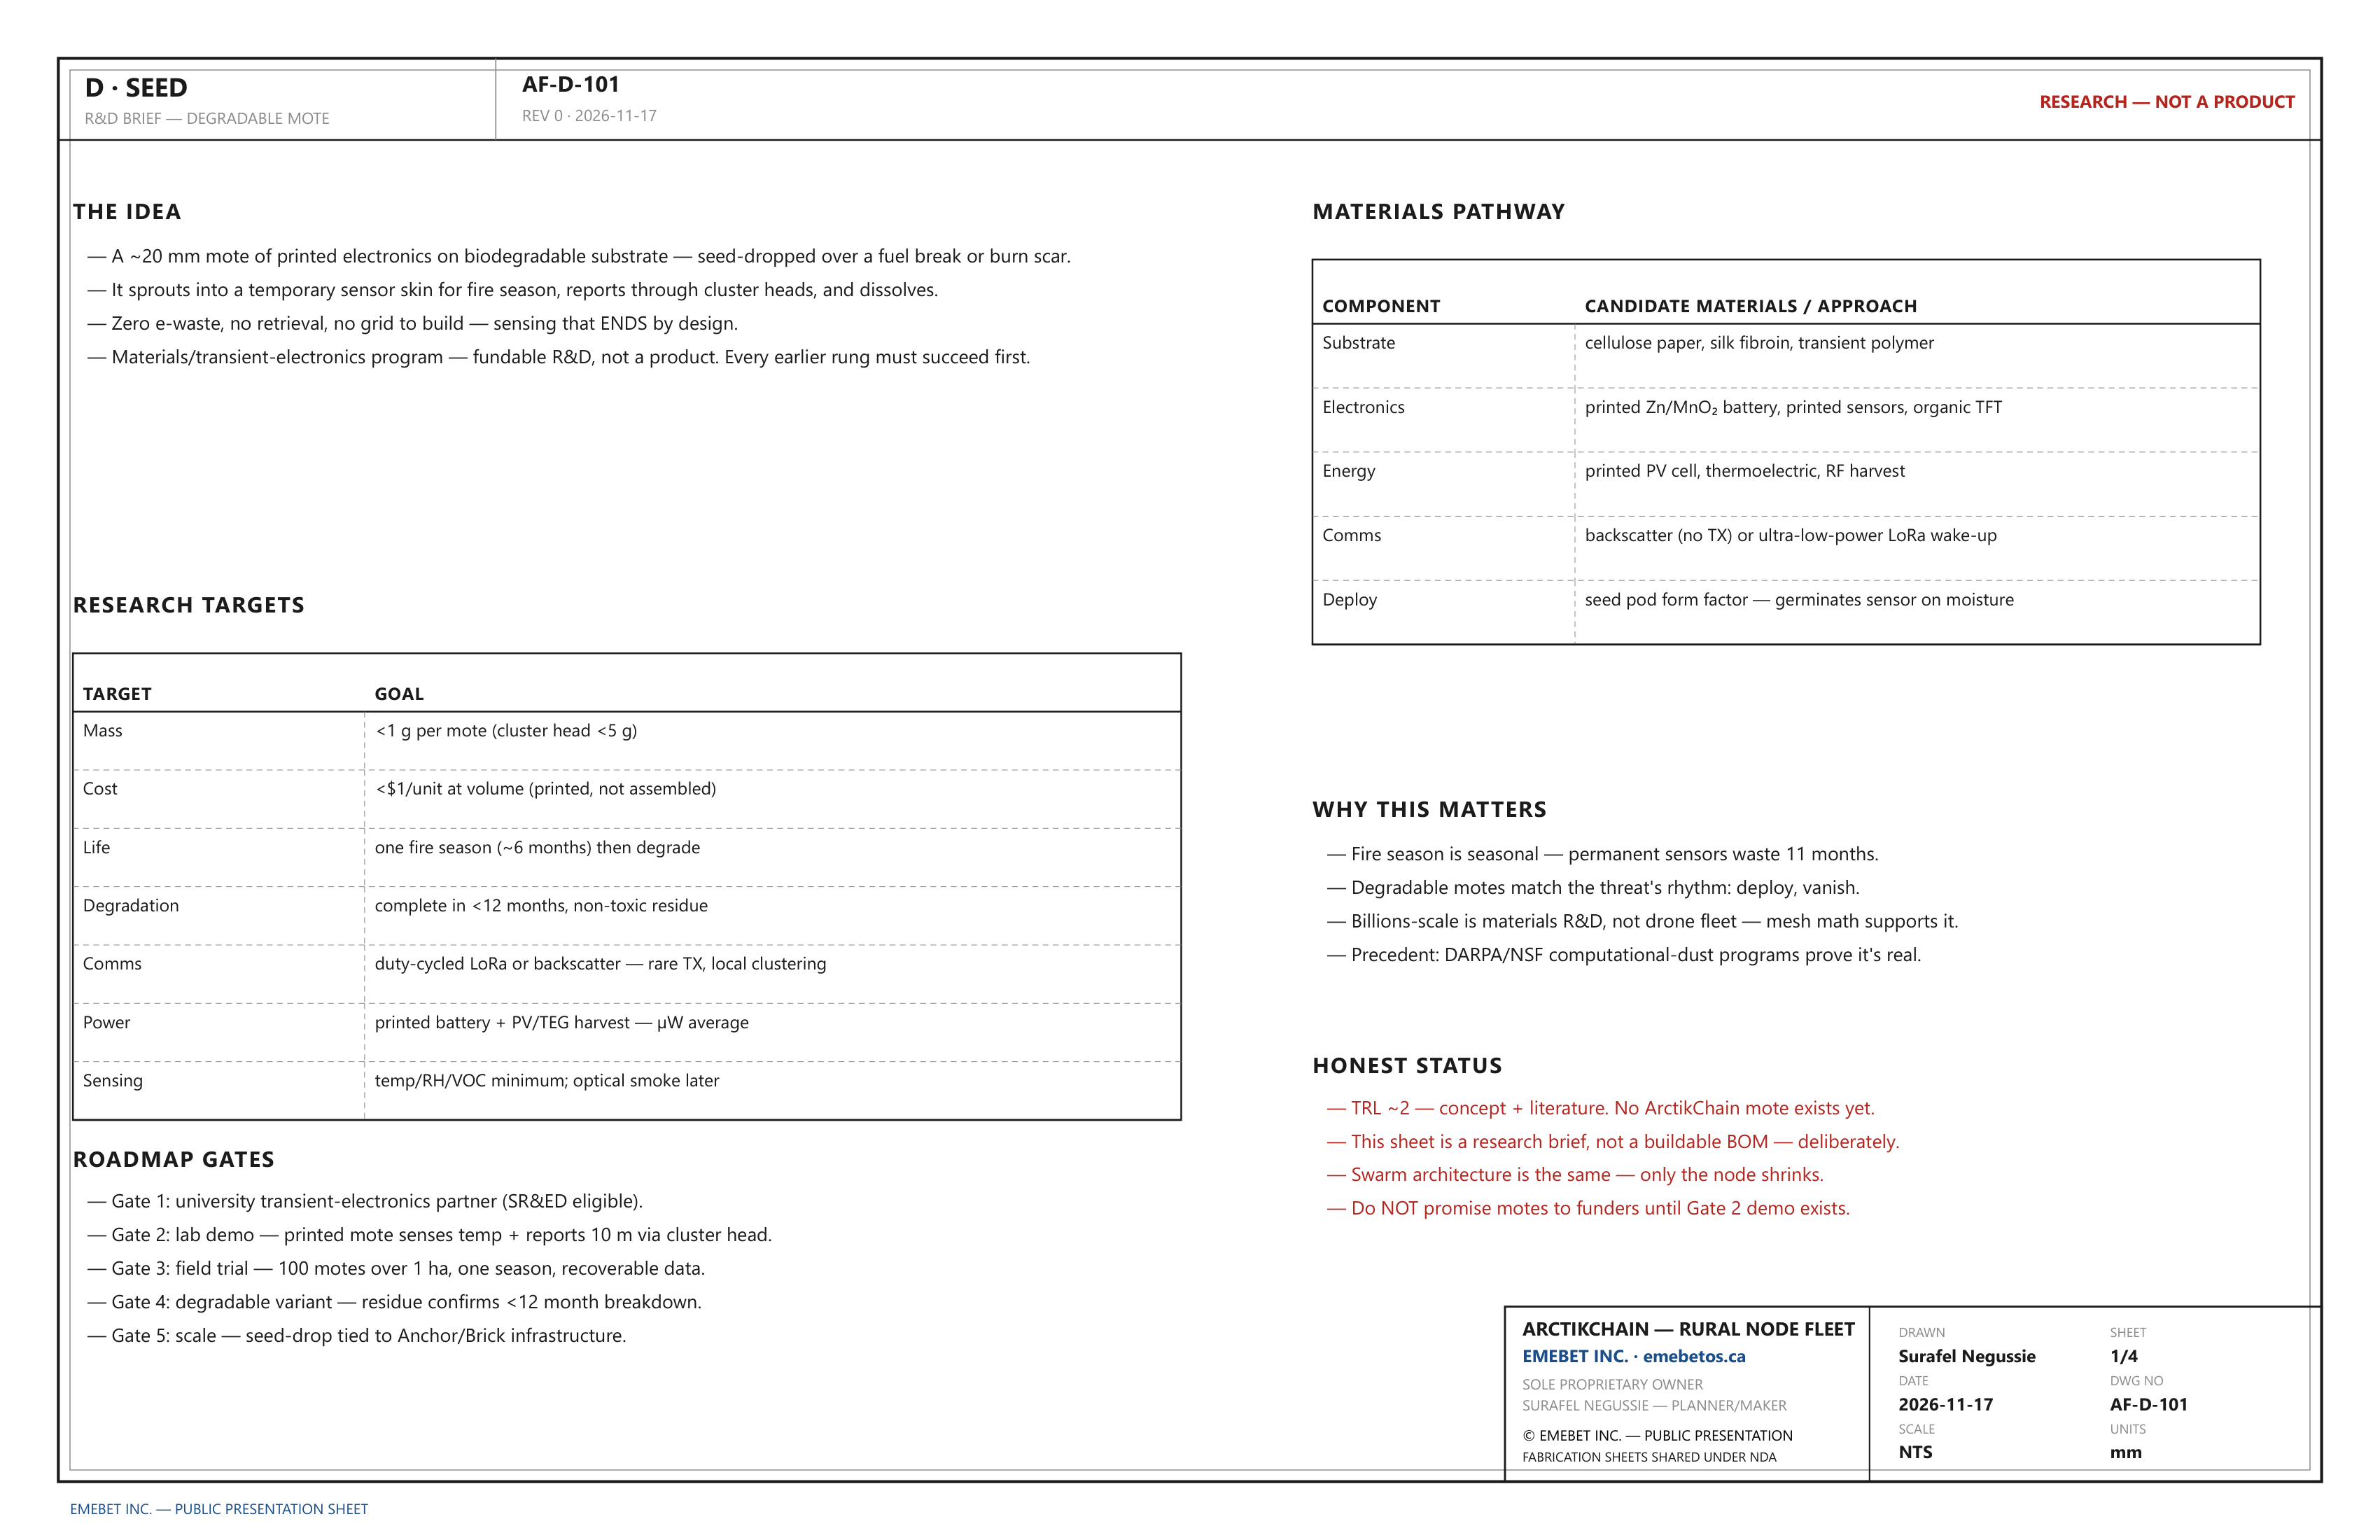 D · SEED
R&D BRIEF — DEGRADABLE MOTE
AF-D-101
REV 0 · 2026-11-17
RESEARCH — NOT A PRODUCT
THE IDEA
— A ~20 mm mote of printed electronics on biodegradable substrate — seed-dropped over a fuel break or burn scar.
— It sprouts into a temporary sensor skin for fire season, reports through cluster heads, and dissolves.
— Zero e-waste, no retrieval, no grid to build — sensing that ENDS by design.
— Materials/transient-electronics program — fundable R&D, not a product. Every earlier rung must succeed first.
RESEARCH TARGETS
TARGET GOAL
Mass <1 g per mote (cluster head <5 g)
Cost <$1/unit at volume (printed, not assembled)
Life one fire season (~6 months) then degrade
Degradation complete in <12 months, non-toxic residue
Comms duty-cycled LoRa or backscatter — rare TX, local clustering
Power printed battery + PV/TEG harvest — µW average
Sensing temp/RH/VOC minimum; optical smoke later
ROADMAP GATES
— Gate 1: university transient-electronics partner (SR&ED eligible).
— Gate 2: lab demo — printed mote senses temp + reports 10 m via cluster head.
— Gate 3: field trial — 100 motes over 1 ha, one season, recoverable data.
— Gate 4: degradable variant — residue confirms <12 month breakdown.
— Gate 5: scale — seed-drop tied to Anchor/Brick infrastructure.
MATERIALS PATHWAY
COMPONENT CANDIDATE MATERIALS / APPROACH
Substrate cellulose paper, silk fibroin, transient polymer
Electronics printed Zn/MnO₂ battery, printed sensors, organic TFT
Energy printed PV cell, thermoelectric, RF harvest
Comms backscatter (no TX) or ultra-low-power LoRa wake-up
Deploy seed pod form factor — germinates sensor on moisture
WHY THIS MATTERS
— Fire season is seasonal — permanent sensors waste 11 months.
— Degradable motes match the threat's rhythm: deploy, vanish.
— Billions-scale is materials R&D, not drone fleet — mesh math supports it.
— Precedent: DARPA/NSF computational-dust programs prove it's real.
HONEST STATUS
— TRL ~2 — concept + literature. No ArctikChain mote exists yet.
— This sheet is a research brief, not a buildable BOM — deliberately.
— Swarm architecture is the same — only the node shrinks.
— Do NOT promise motes to funders until Gate 2 demo exists.
ARCTIKCHAIN — RURAL NODE FLEET
EMEBET INC. · emebetos.ca
SOLE PROPRIETARY OWNER
SURAFEL NEGUSSIE — PLANNER/MAKER
© EMEBET INC. — PUBLIC PRESENTATION
FABRICATION SHEETS SHARED UNDER NDA
DRAWN SHEET
Surafel Negussie 1/4
DATE DWG NO
2026-11-17 AF-D-101
SCALE UNITS
NTS mm
EMEBET INC. — PUBLIC PRESENTATION SHEET